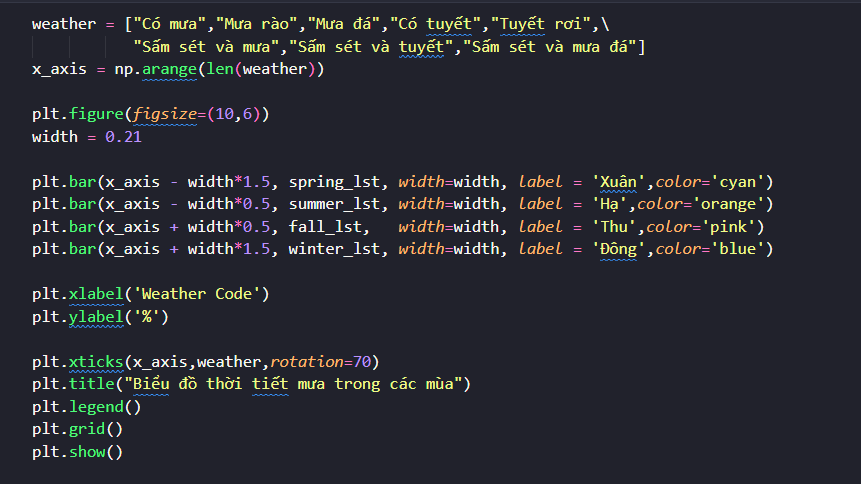 weather = ["Có mưa","Mưa rào","Mưa đá","Có tuyết","Tuyết rơi",\
"Sấm sét và mưa","Sấm sét và tuyết","Sấm sét và mưa đá"]
x_axis = np.arange(len(weather))
plt.figure(figsize=(10,6))
width = 0.21
plt.bar(x_axis - width*1.5, spring_lst, width=width, label = 'Xuân',color='cyan')
plt.bar(x_axis - width*0.5, summer_lst, width=width, label = 'Hạ',color='orange')
plt.bar(x_axis + width*0.5, fall_lst,   width=width, label = 'Thu',color='pink')
plt.bar(x_axis + width*1.5, winter_lst, width=width, label = 'Đông',color='blue')
plt.xlabel('Weather Code')
plt.ylabel('%')
plt.xticks(x_axis,weather,rotation=70)
plt.title("Biểu đồ thời tiết mưa trong các mùa")
plt.legend()
plt.grid()
plt.show()